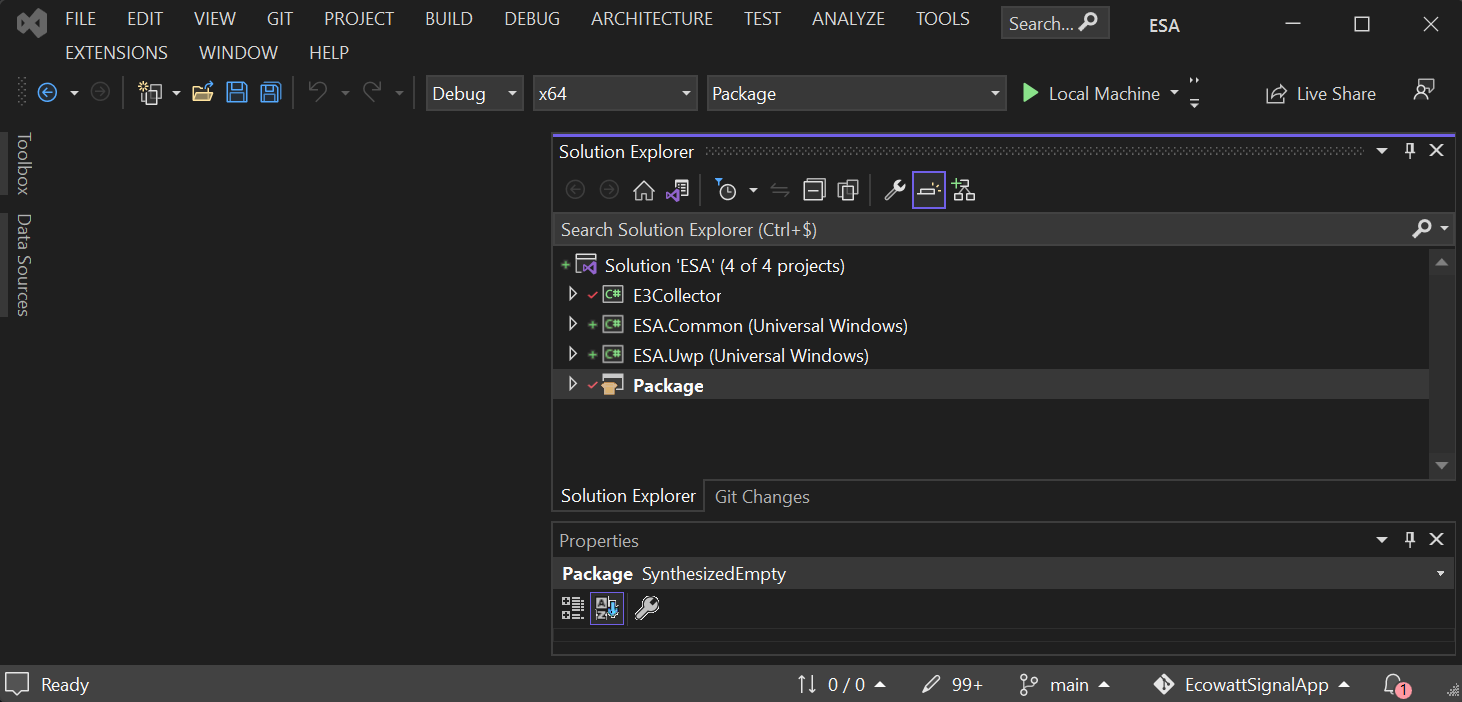 FILE EDIT VIEW GIT PROJECT BUILD DEBUG ARCHITECTURE TEST ANALYZE TOOLS Search... ESA
EXTENSIONS WINDOW HELP
Debug x64 Package Local Machine Live Share
Toolbox
Data Sources
Solution Explorer
Search Solution Explorer (Ctrl+$)
Solution 'ESA' (4 of 4 projects)
C# E3Collector
C# ESA.Common (Universal Windows)
C# ESA.Uwp (Universal Windows)
Package
Solution Explorer Git Changes
Properties
Package SynthesizedEmpty
Ready 0 / 0 99+ main EcowattSignalApp 1